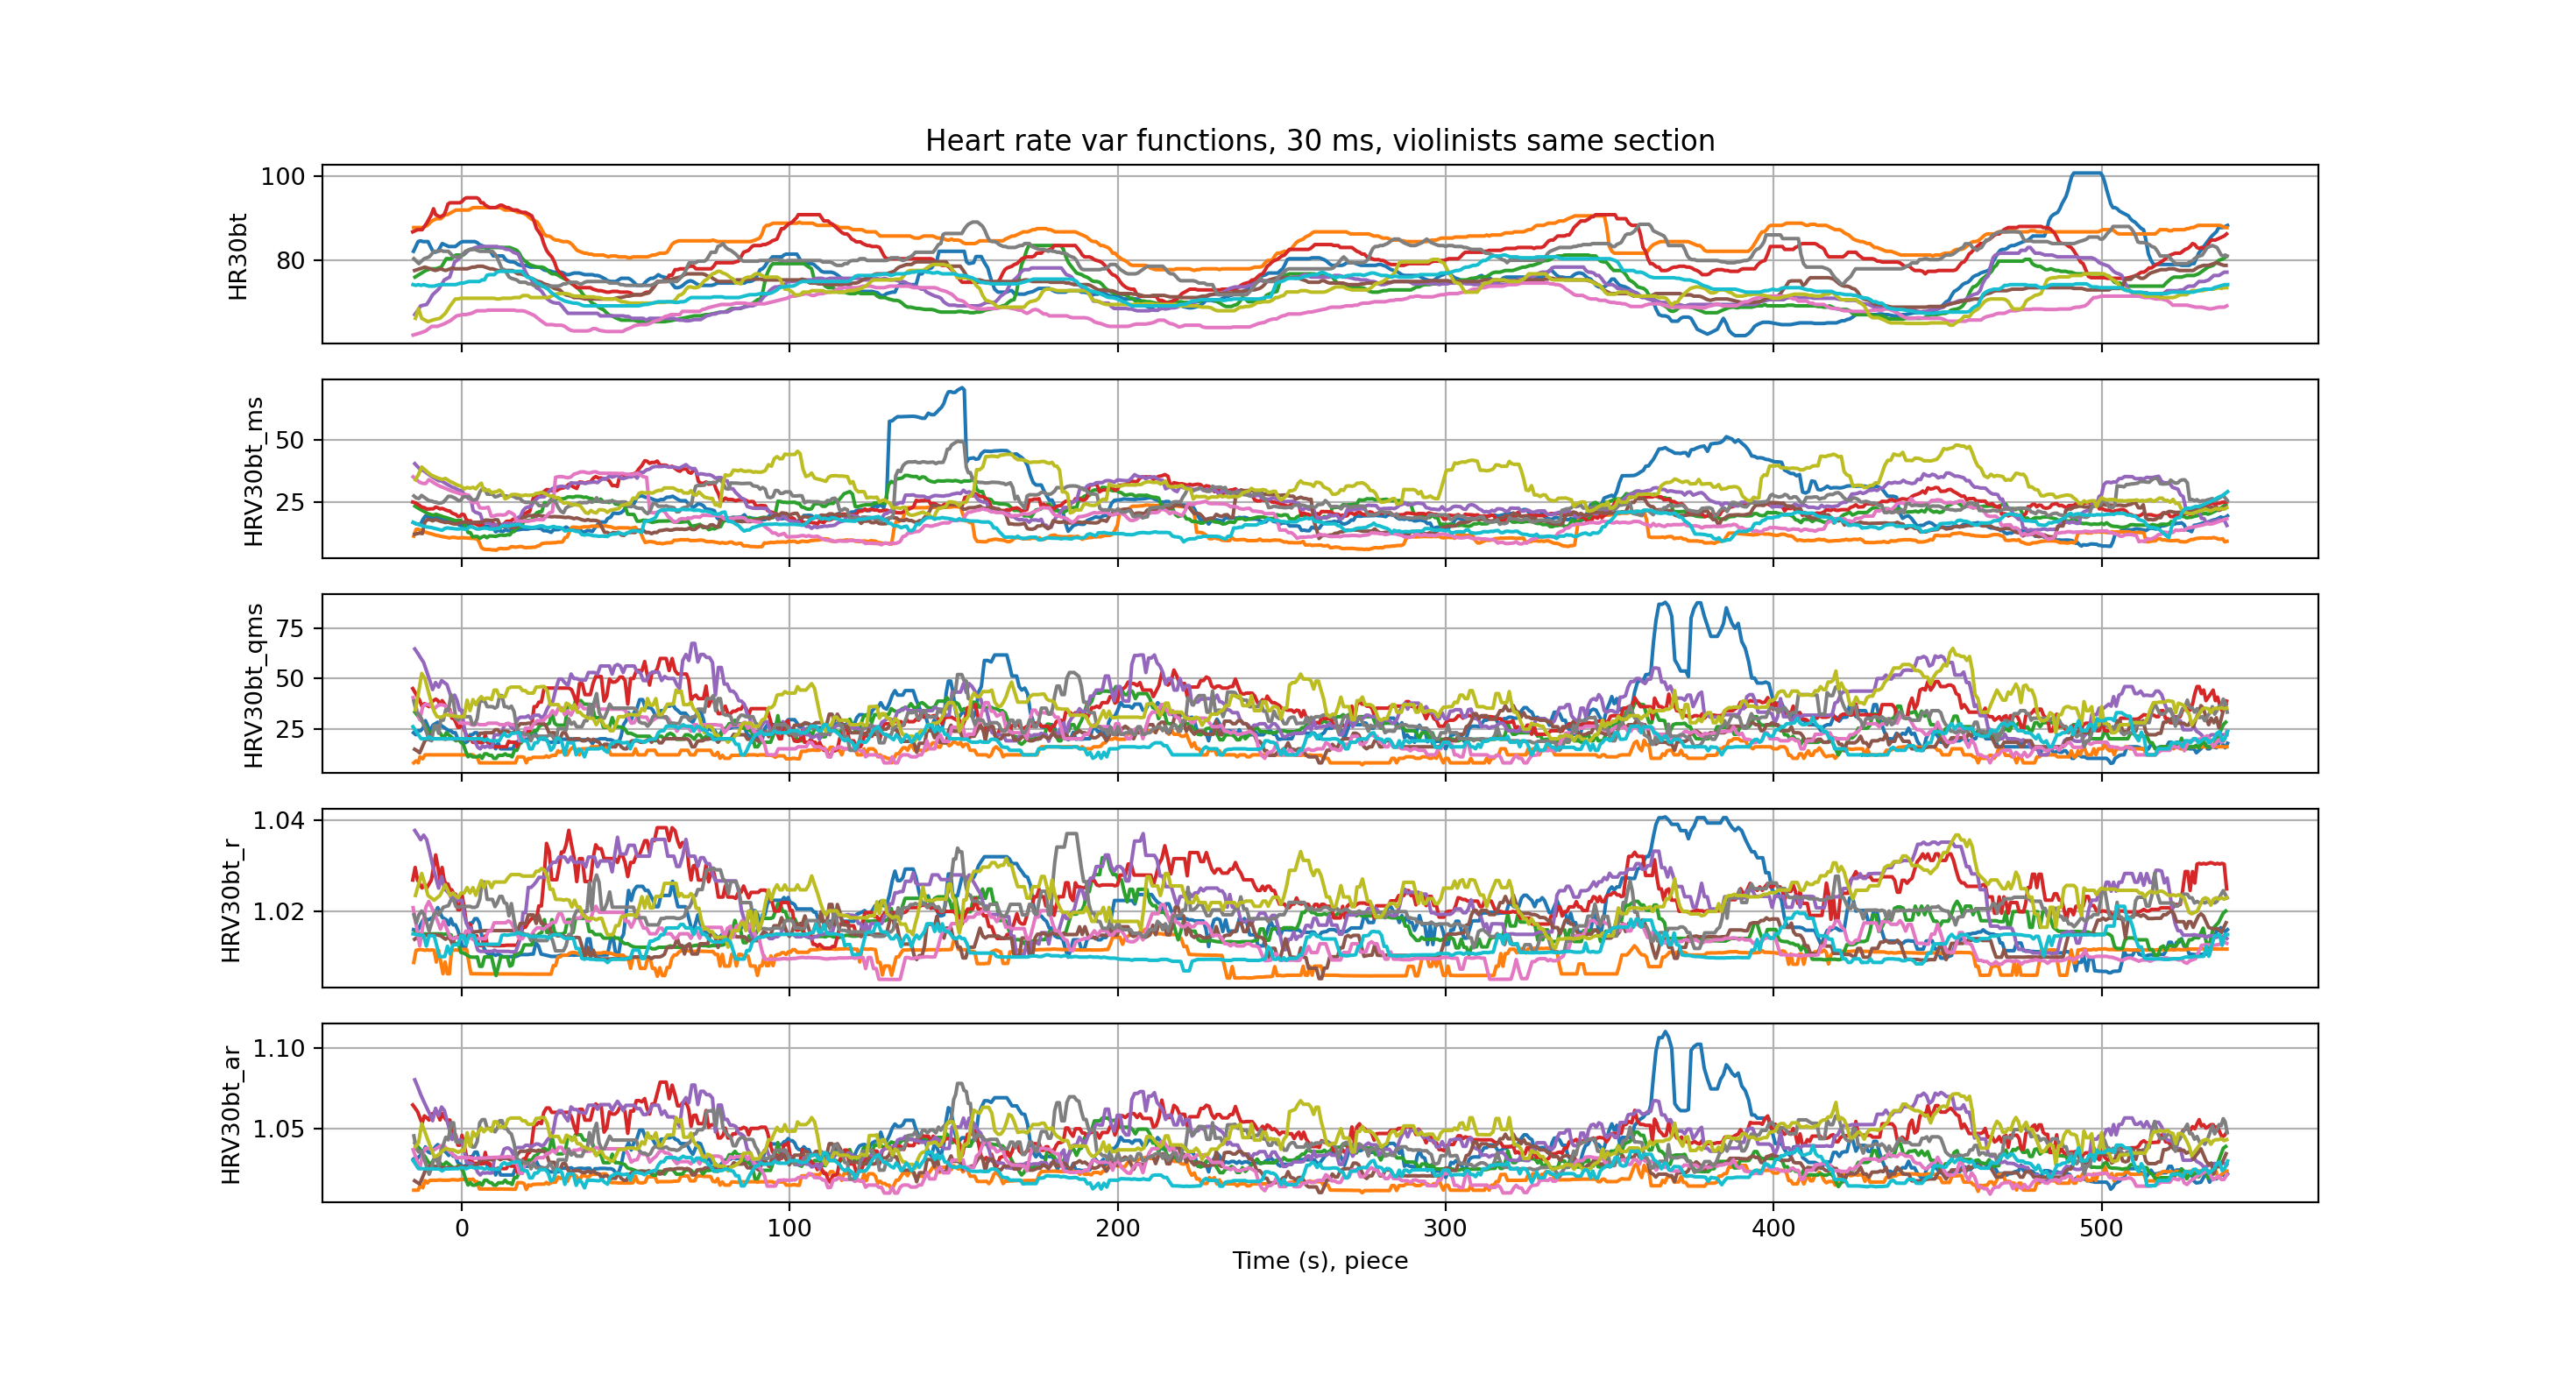 Heart rate var functions, 30 ms, violinists same section
HR30bt
100
80
HRV30bt_ms
50
25
HRV30bt_qms
75
50
25
HRV30bt_r
1.04
1.02
HRV30bt_ar
1.10
1.05
0 100 200 300 400 500
Time (s), piece